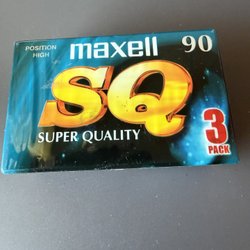 POSITION
HIGH
maxell 90
SQ
SUPER QUALITY
3
PACK